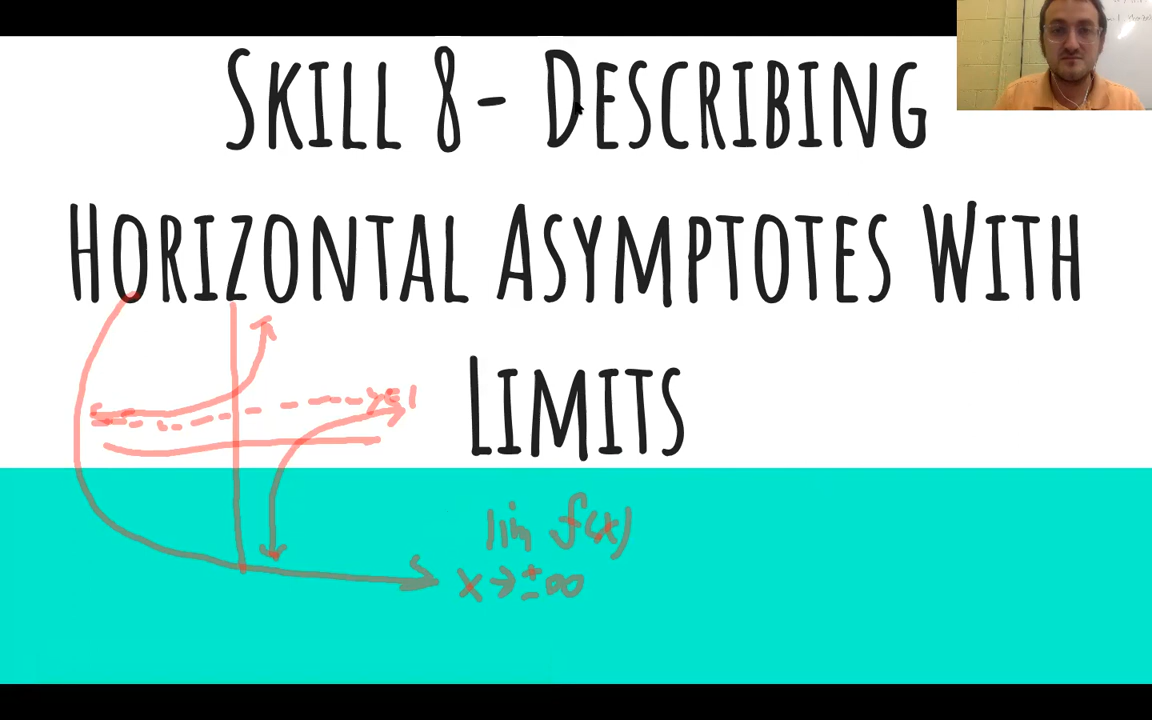 SKILL 8- DESCRIBING
HORIZONTAL ASYMPTOTES WITH
LIMITS
y=1
lim f(x)
x→±∞